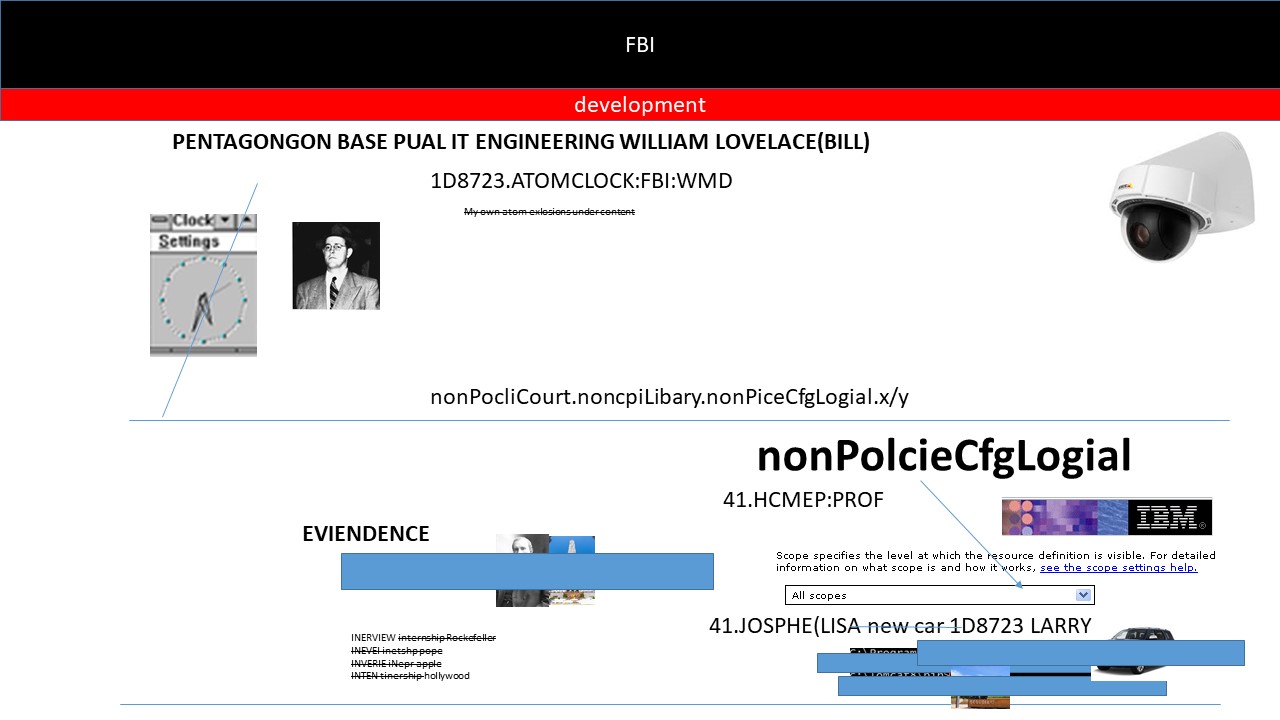 FBI
development
PENTAGONGON BASE PUAL IT ENGINEERING WILLIAM LOVELACE(BILL)
1D8723.ATOMCLOCK:FBI:WMD
My own atom exlosions under content
Clock
Settings
nonPocliCourt.noncpiLibary.nonPiceCfgLogial.x/y
nonPolcieCfgLogial
41.HCMEP:PROF
IBM®
EVIENDENCE
Scope specifies the level at which the resource definition is visible. For detailed
information on what scope is and how it works, see the scope settings help.
All scopes
41.JOSPHE(LISA new car 1D8723 LARRY
INERVIEW internship Rockefeller
INEVEI inetshp pope
INVERIE iNepr apple
INTEN tinership hollywood
C:\Program